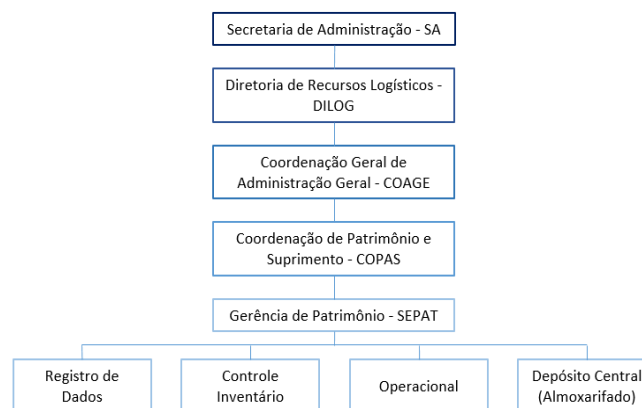 Secretaria de Administração - SA
Diretoria de Recursos Logísticos -
DILOG
Coordenação Geral de
Administração Geral - COAGE
Coordenação de Patrimônio e
Suprimento - COPAS
Gerência de Patrimônio - SEPAT
Registro de
Dados
Controle
Inventário
Operacional
Depósito Central
(Almoxarifado)